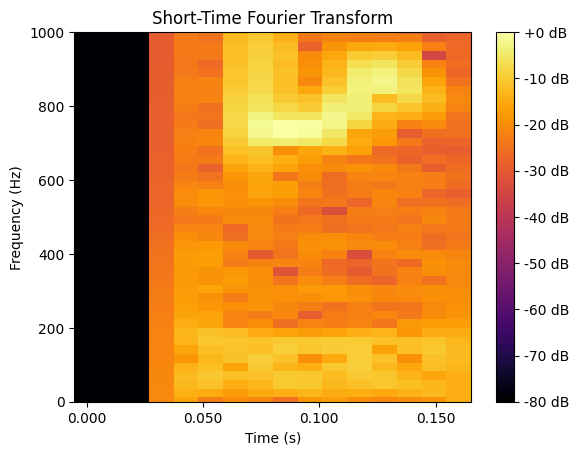 Short-Time Fourier Transform
Frequency (Hz)
1000
800
600
400
200
0
0.000
0.050
0.100
0.150
Time (s)
+0 dB
-10 dB
-20 dB
-30 dB
-40 dB
-50 dB
-60 dB
-70 dB
-80 dB